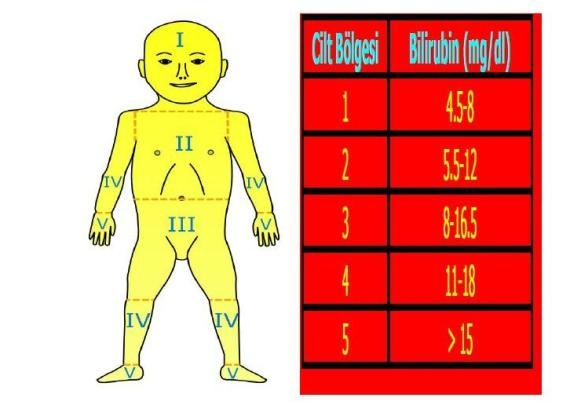 I
II
IV IV
V III V
IV IV
V V
Cilt Bölgesi Bilirubin (mg/dl)
1 4.5-8
2 5.5-12
3 8-16.5
4 11-18
5 > 15